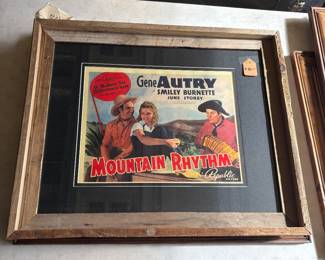 Gene AUTRY
SMILEY BURNETTE
JUNE STOREY
MOUNTAIN RHYTHM
Republic